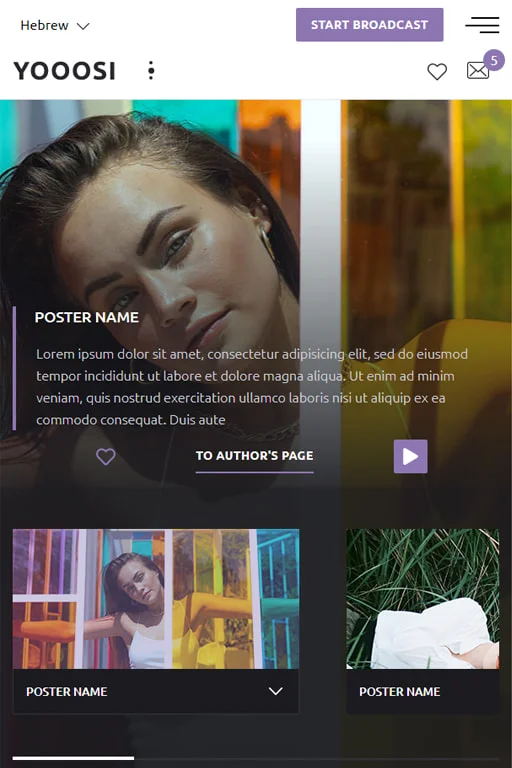 Hebrew
START BROADCAST
YOOOSI
5
POSTER NAME
Lorem ipsum dolor sit amet, consectetur adipisicing elit, sed do eiusmod
tempor incididunt ut labore et dolore magna aliqua. Ut enim ad minim
veniam, quis nostrud exercitation ullamco laboris nisi ut aliquip ex ea
commodo consequat. Duis aute
TO AUTHOR'S PAGE
POSTER NAME
POSTER NAME